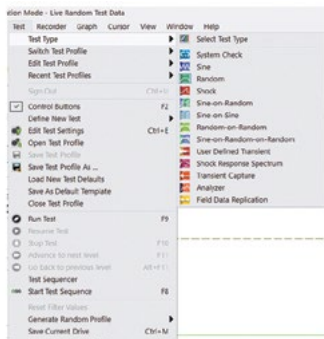 ation Mode - Live Random Test Data
Test Recorder Graph Cursor View Window Help
Test Type
Switch Test Profile
Edit Test Profile
Recent Test Profiles
Sign Out Ctrl+U
Control Buttons F2
Define New Test
Edit Test Settings Ctrl+E
Open Test Profile
Save Test Profile
Save Test Profile As ...
Load New Test Defaults
Save As Default Template
Close Test Profile
Run Test F9
Resume Test
Stop Test F10
Advance to next level F11
Go back to previous level Alt+F11
Test Sequencer
Start Test Sequence F8
Reset Filter Values
Generate Random Profile
Save Current Drive Ctrl+M
Select Test Type
System Check
Sine
Random
Shock
Sine-on-Random
Sine on Sine
Random-on-Random
Sine-on-Random-on-Random
User Defined Transient
Shock Response Spectrum
Transient Capture
Analyzer
Field Data Replication